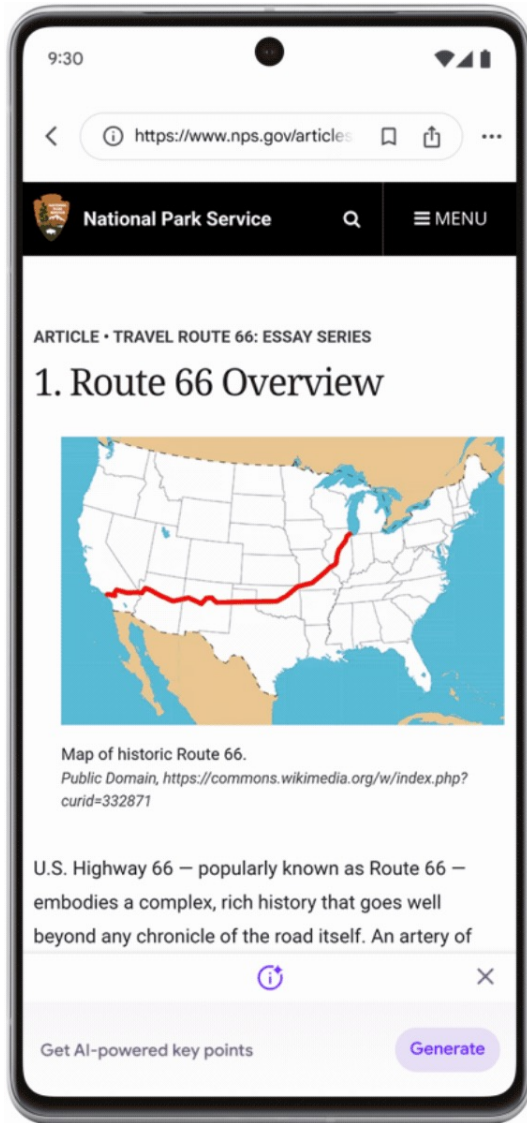 9:30
https://www.nps.gov/articles
National Park Service
MENU
ARTICLE • TRAVEL ROUTE 66: ESSAY SERIES
1. Route 66 Overview
Map of historic Route 66.
Public Domain, https://commons.wikimedia.org/w/index.php?
curid=332871
U.S. Highway 66 — popularly known as Route 66 —
embodies a complex, rich history that goes well
beyond any chronicle of the road itself. An artery of
Get AI-powered key points
Generate